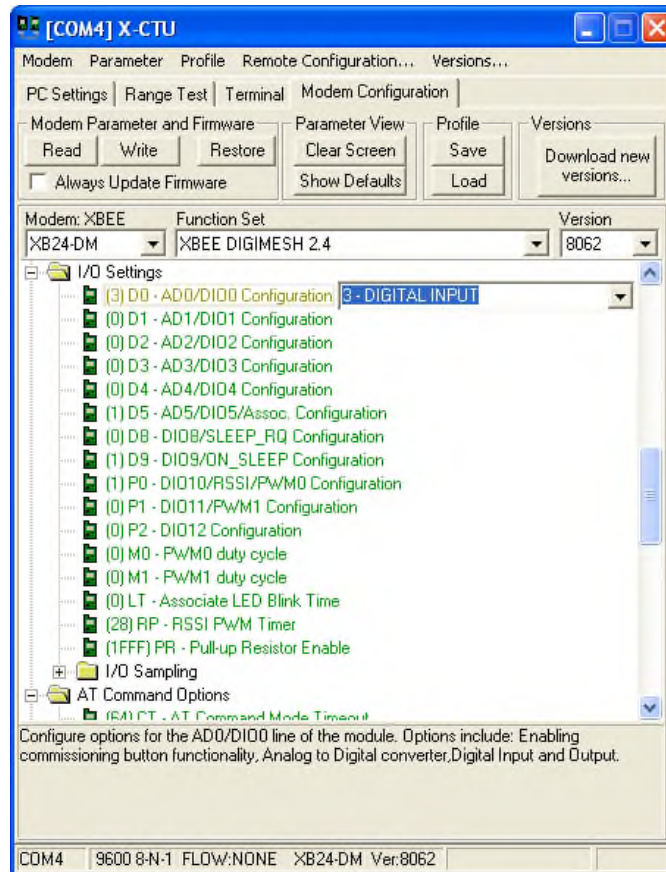 [COM4] X-CTU
Modem Parameter Profile Remote Configuration... Versions...
PC Settings Range Test Terminal Modem Configuration
Modem Parameter and Firmware Parameter View Profile Versions
Read Write Restore Clear Screen Save Download new versions...
Always Update Firmware Show Defaults Load
Modem: XBEE Function Set Version
XB24-DM XBEE DIGIMESH 2.4 8062
I/O Settings
(3) D0 - AD0/DIO0 Configuration 3 - DIGITAL INPUT
(0) D1 - AD1/DIO1 Configuration
(0) D2 - AD2/DIO2 Configuration
(0) D3 - AD3/DIO3 Configuration
(0) D4 - AD4/DIO4 Configuration
(1) D5 - AD5/DIO5/Assoc. Configuration
(0) D8 - DIO8/SLEEP_RQ Configuration
(1) D9 - DIO9/ON_SLEEP Configuration
(1) P0 - DIO10/RSSI/PWM0 Configuration
(0) P1 - DIO11/PWM1 Configuration
(0) P2 - DIO12 Configuration
(0) M0 - PWM0 duty cycle
(0) M1 - PWM1 duty cycle
(0) LT - Associate LED Blink Time
(28) RP - RSSI PWM Timer
(1FFF) PR - Pull-up Resistor Enable
I/O Sampling
AT Command Options
(64) CT - AT Command Mode Timeout
Configure options for the AD0/DIO0 line of the module. Options include: Enabling
commissioning button functionality, Analog to Digital converter,Digital Input and Output.
COM4 9600 8-N-1 FLOW:NONE XB24-DM Ver:8062